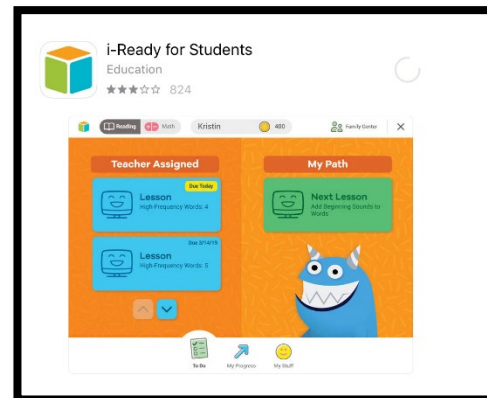 i-Ready for Students
Education
824
Reading Math Kristin 480 Family Center
Teacher Assigned
My Path
Due Today
Lesson
High-Frequency Words: 4
Next Lesson
Add Beginning Sounds to
Words
Due 3/14/19
Lesson
High-Frequency Words: 5
To Do My Progress My Stuff